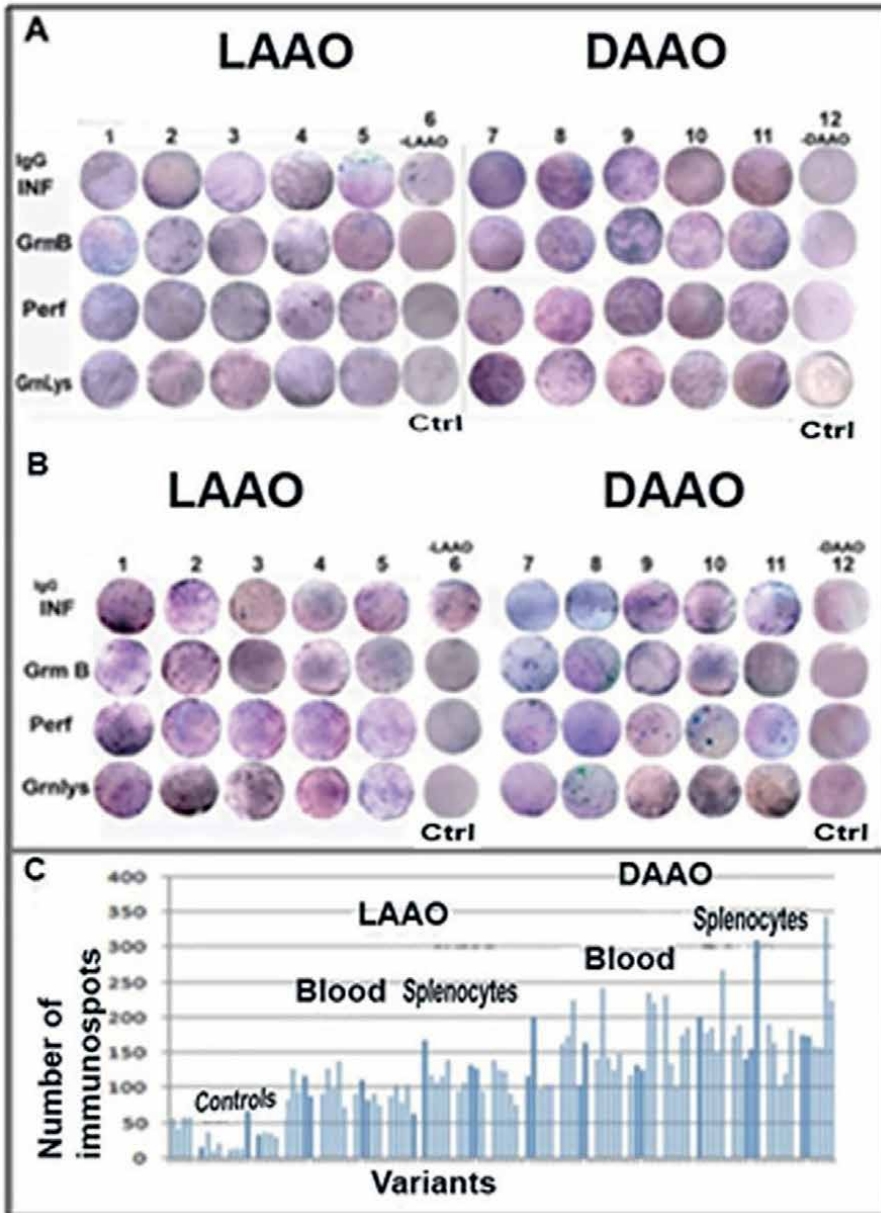 A
LAAO DAAO
1 2 3 4 5 6 -LAAO 7 8 9 10 11 12 -DAAO
IgG
INF
GrmB
Perf
GrnLys
Ctrl Ctrl
B
LAAO DAAO
1 2 3 4 5 -LAAO 6 7 8 9 10 11 -DAAO 12
IgG
INF
Grm B
Perf
Grnlys
Ctrl Ctrl
C
Number of immunospots
400
350
300
250
200
150
100
50
0
DAAO
LAAO
Splenocytes
Blood
Blood Splenocytes
Controls
Variants